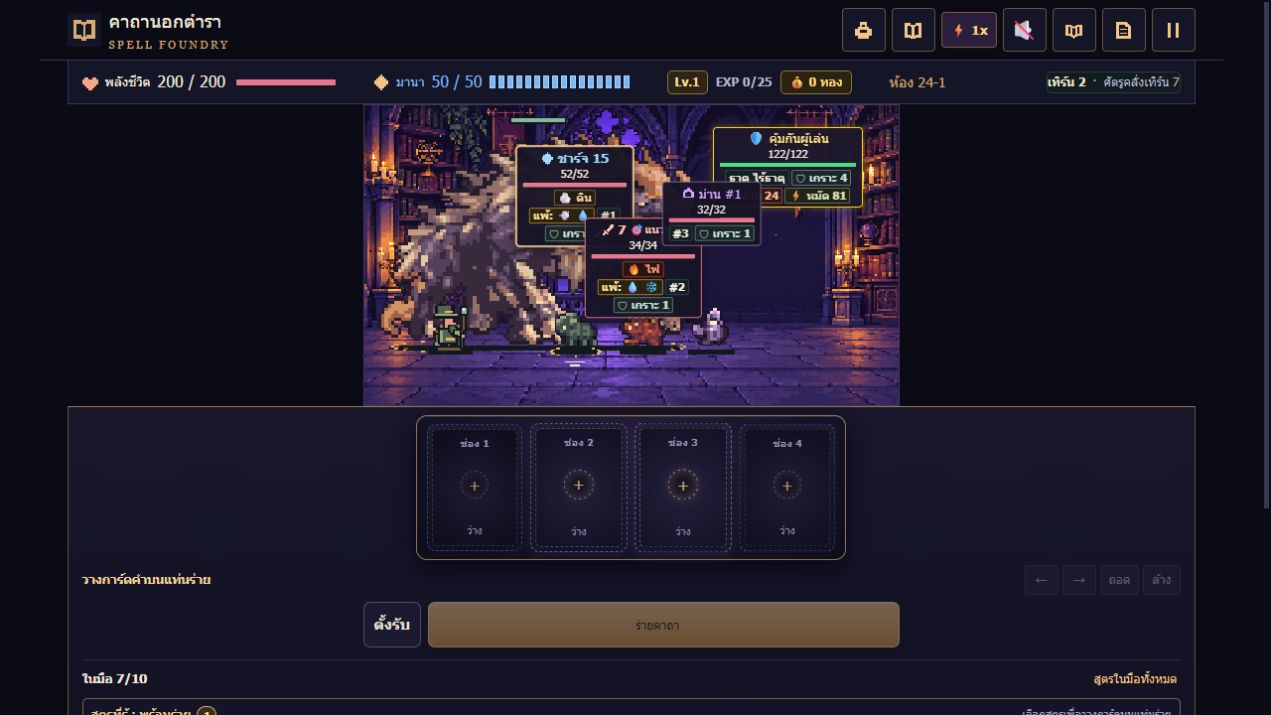 คาถานอกตำรา
SPELL FOUNDRY
1x
พลังชีวิต 200 / 200
มานา 50 / 50
Lv.1
EXP 0/25
0 ทอง
ห้อง 24-1
เทิร์น 2 · ศัตรูคลั่งเทิร์น 7
คุ้มกันผู้เล่น
122/122
ธาตุ ไร้ธาตุ
เกราะ 4
24
หมัด 81
ชาร์จ 15
52/52
ดิน
แพ้:
#1
ม่าน #1
32/32
#3
เกราะ 1
7
34/34
ไฟ
แพ้:
#2
เกราะ 1
ช่อง 1
ช่อง 2
ช่อง 3
ช่อง 4
+
+
+
+
ว่าง
ว่าง
ว่าง
ว่าง
วางการ์ดคำบนแท่นร่าย
←
→
ถอด
ล้าง
ตั้งรับ
ร่ายคาถา
ในมือ 7/10
สูตรในมือทั้งหมด